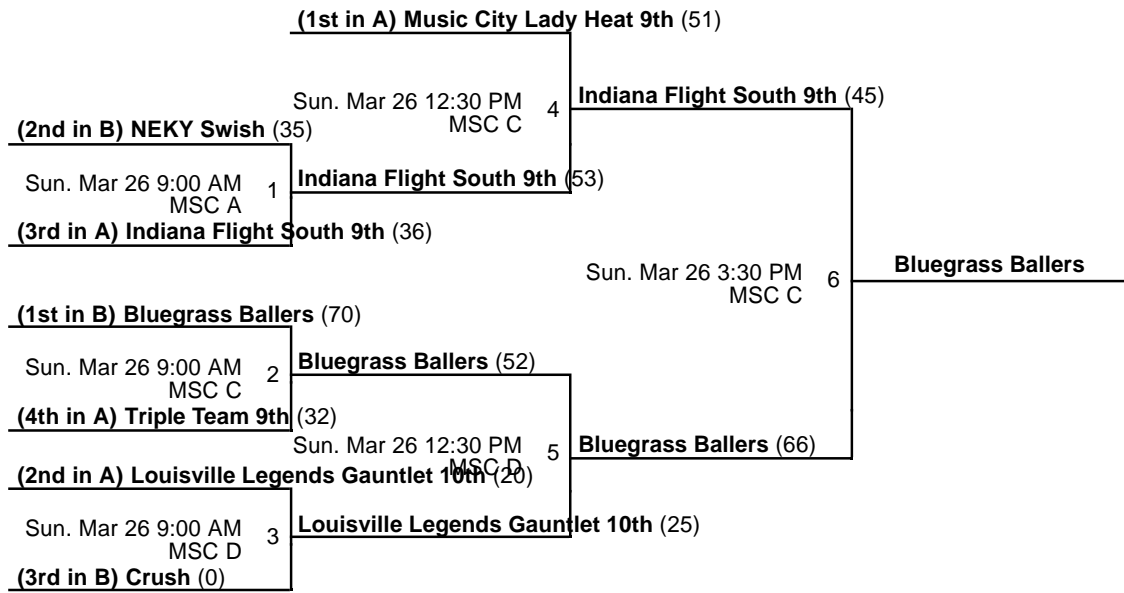 (1st in A) Music City Lady Heat 9th (51)
Sun. Mar 26 12:30 PM 4
MSC C
Indiana Flight South 9th (45)
(2nd in B) NEKY Swish (35)
Sun. Mar 26 9:00 AM 1
MSC A
Indiana Flight South 9th (53)
(3rd in A) Indiana Flight South 9th (36)
Sun. Mar 26 3:30 PM 6
MSC C
Bluegrass Ballers
(1st in B) Bluegrass Ballers (70)
Sun. Mar 26 9:00 AM 2
MSC C
Bluegrass Ballers (52)
(4th in A) Triple Team 9th (32)
Sun. Mar 26 12:30 PM 5
MSC D
Bluegrass Ballers (66)
(2nd in A) Louisville Legends Gauntlet 10th (20)
Sun. Mar 26 9:00 AM 3
MSC D
Louisville Legends Gauntlet 10th (25)
(3rd in B) Crush (0)